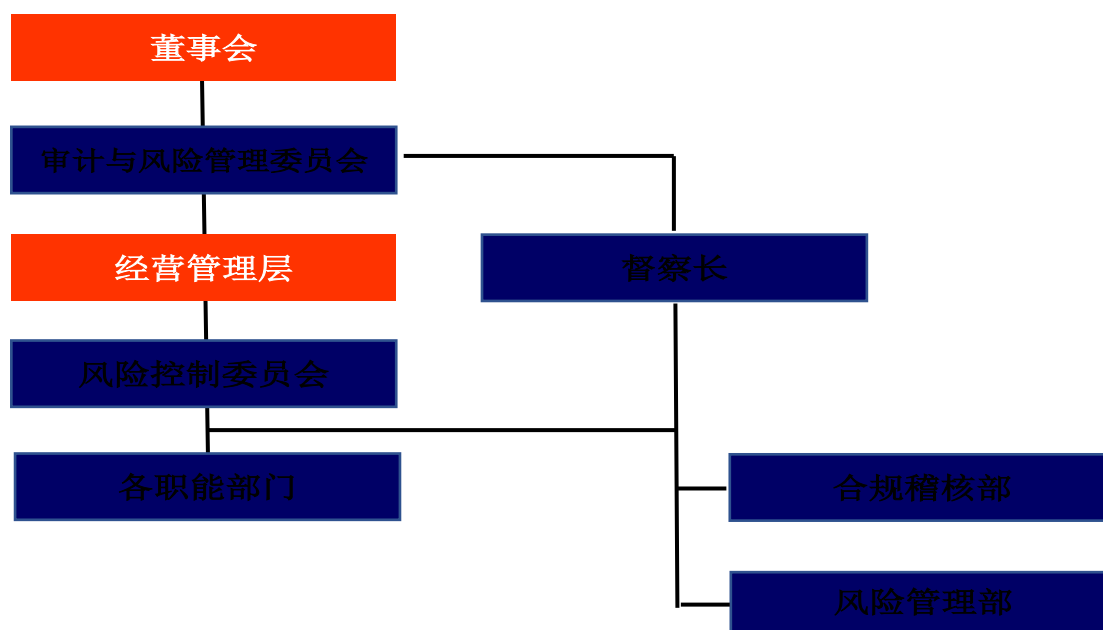 董事会
审计与风险管理委员会
经营管理层
督察长
风险控制委员会
各职能部门
合规稽核部
风险管理部